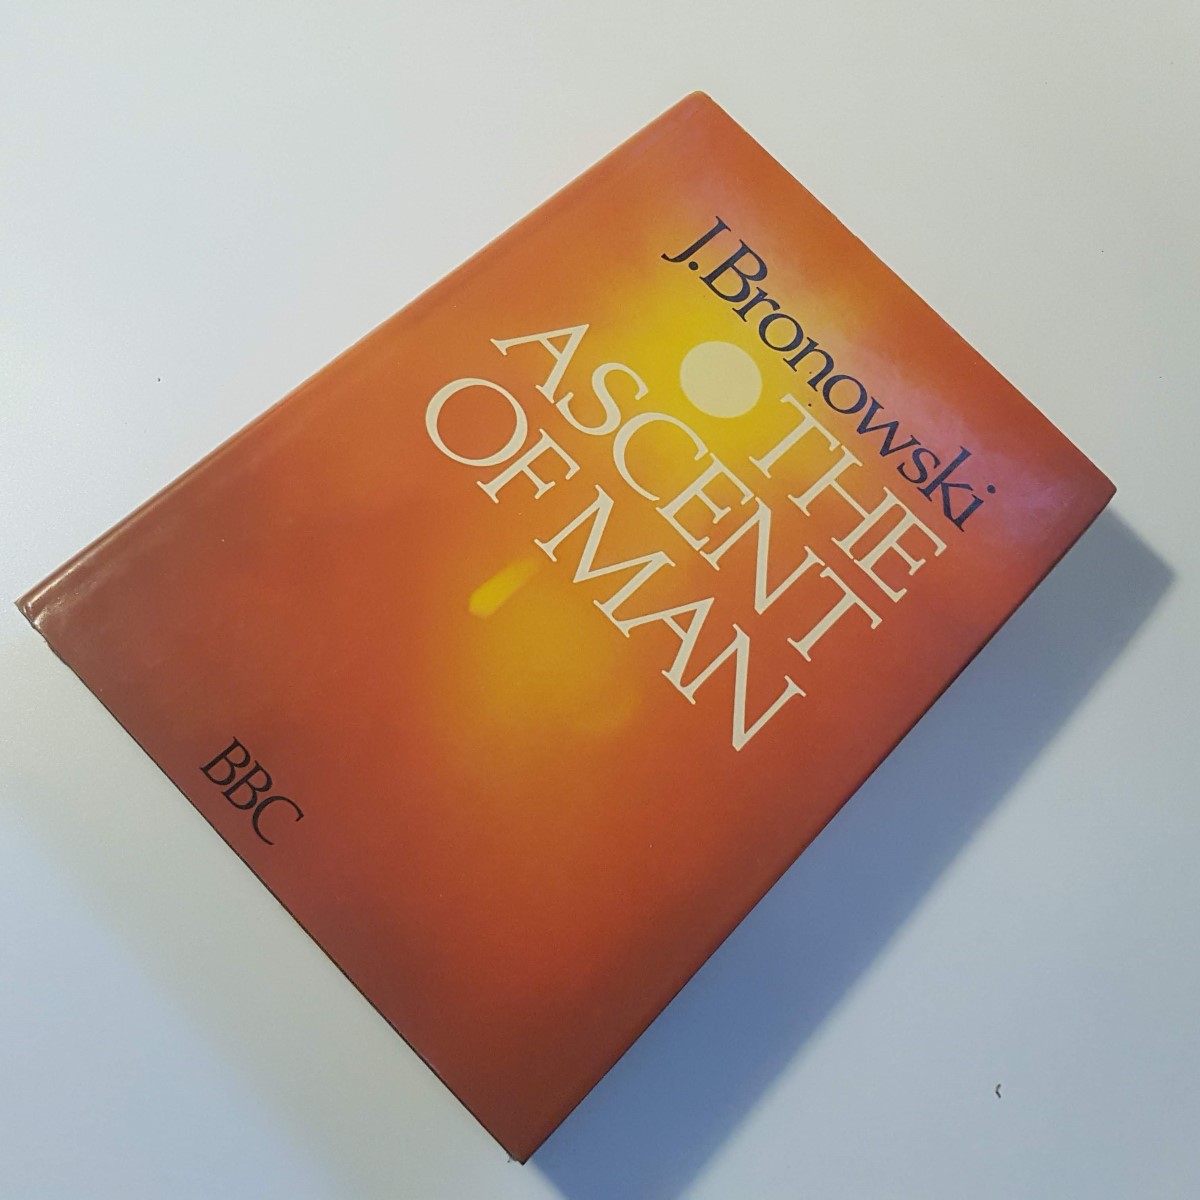 J.Bronowski
THE
ASCENT
OF MAN
BBC